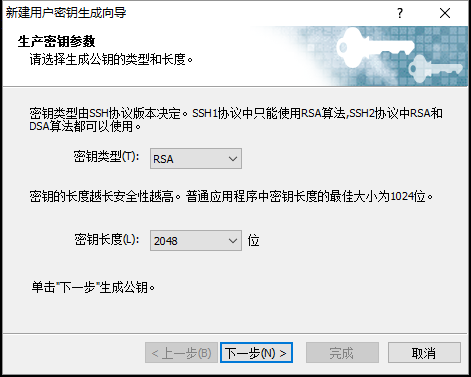 新建用户密钥生成向导
?
生产密钥参数
请选择生成公钥的类型和长度。
密钥类型由SSH协议版本决定。SSH1协议中只能使用RSA算法,SSH2协议中RSA和
DSA算法都可以使用。
密钥类型(T): RSA
密钥的长度越长安全性越高。普通应用程序中密钥长度的最佳大小为1024位。
密钥长度(L): 2048 位
单击"下一步"生成公钥。
< 上一步(B) 下一步(N) > 完成 取消